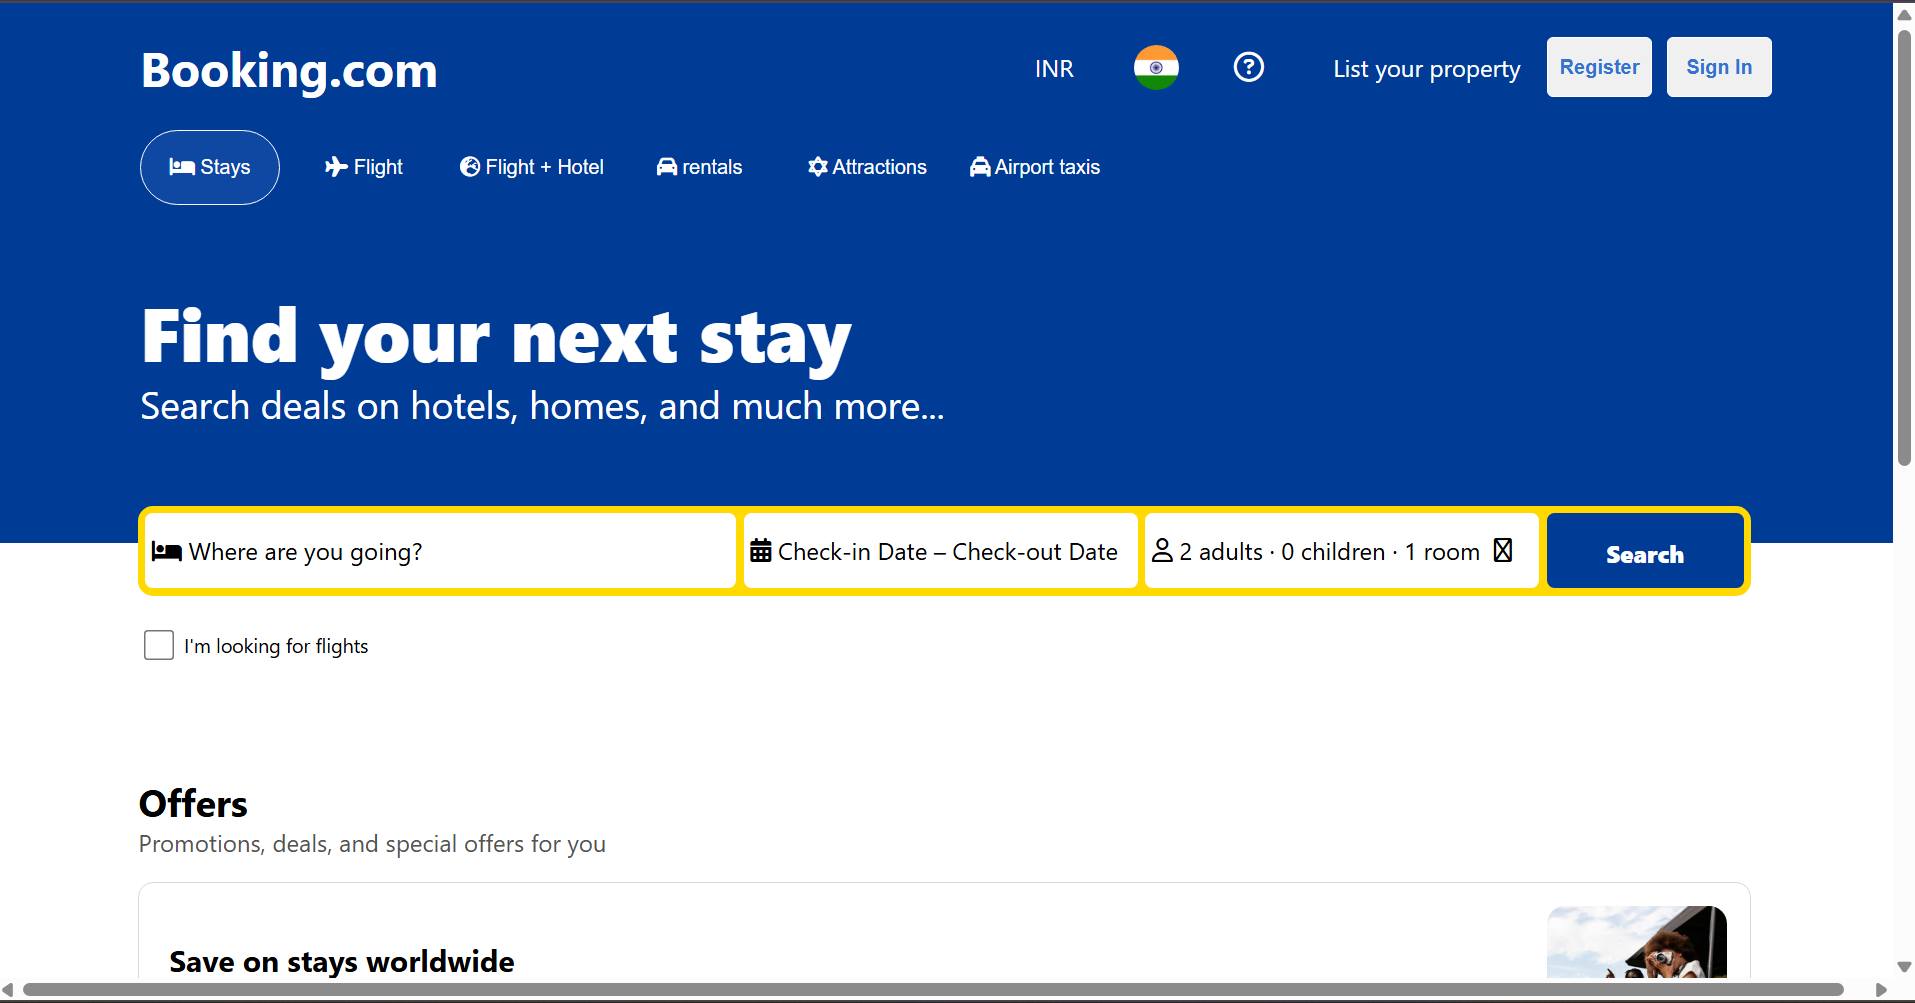 Booking.com
INR
List your property
Register
Sign In
Stays
Flight
Flight + Hotel
rentals
Attractions
Airport taxis
Find your next stay
Search deals on hotels, homes, and much more...
Where are you going?
Check-in Date – Check-out Date
2 adults · 0 children · 1 room
Search
I'm looking for flights
Offers
Promotions, deals, and special offers for you
Save on stays worldwide